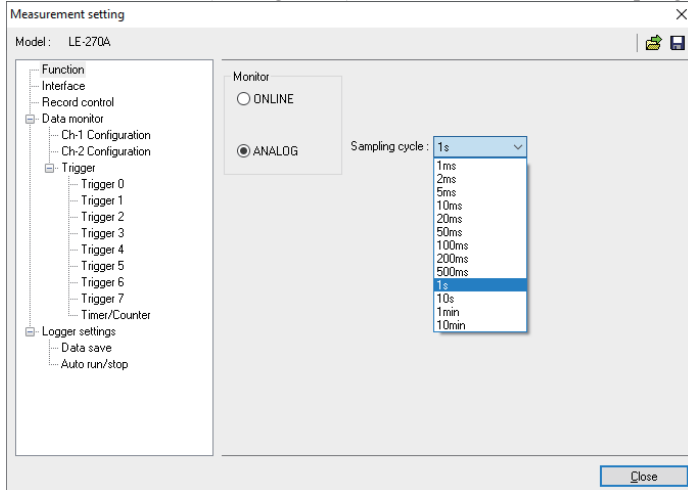 Measurement setting
Model : LE-270A
Function
Interface
Record control
Data monitor
Ch-1 Configuration
Ch-2 Configuration
Trigger
Trigger 0
Trigger 1
Trigger 2
Trigger 3
Trigger 4
Trigger 5
Trigger 6
Trigger 7
Timer/Counter
Logger settings
Data save
Auto run/stop
Monitor
ONLINE
ANALOG
Sampling cycle : 1s
1ms
2ms
5ms
10ms
20ms
50ms
100ms
200ms
500ms
1s
10s
1min
10min
Close